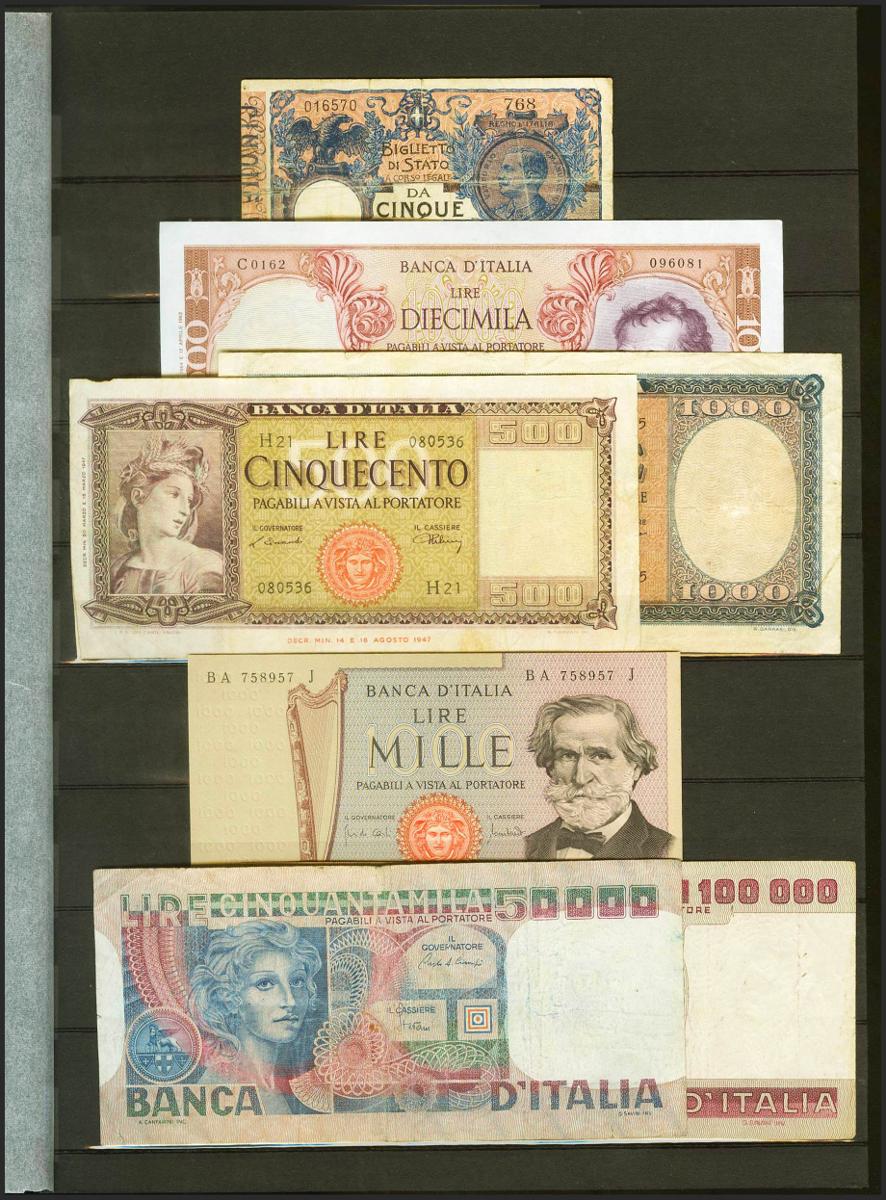 016570
768
REGNO D'ITALIA
BIGLIETTO
DI STATO
A CORSO LEGALE
DA
CINQUE
C0162
BANCA D'ITALIA
096081
LIRE
DIECIMILA
PAGABILI A VISTA AL PORTATORE
BANCA D'ITALIA
H21
LIRE
080536
500
CINQUECENTO
PAGABILI A VISTA AL PORTATORE
IL GOVERNATORE
IL CASSIERE
080536
H21
500
DECR. MIN. 14 E 16 AGOSTO 1947
1000
1000
BA 758957 J
BA 758957 J
BANCA D'ITALIA
LIRE
MILLE
1000
PAGABILI A VISTA AL PORTATORE
IL GOVERNATORE
IL CASSIERE
LIRE CINQUANTAMILA 50000
PAGABILI A VISTA AL PORTATORE
IL
GOVERNATORE
IL CASSIERE
BANCA D'ITALIA
A. CANFARINI INC.
100 000
TORE
D'ITALIA